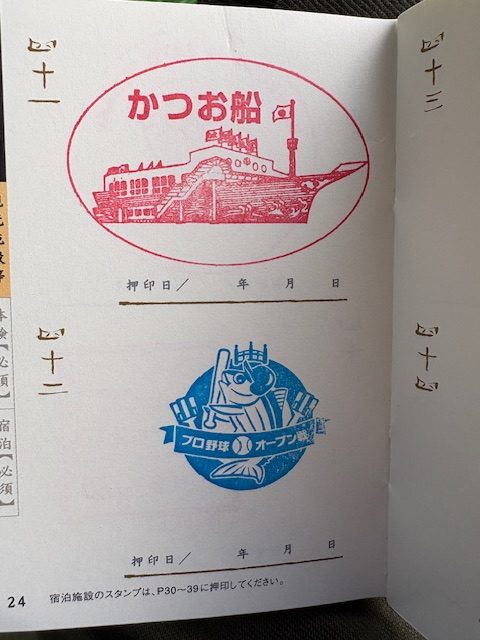 四十一
かつお船
押印日／　年　月　日
四十二
プロ野球 オープン戦
押印日／　年　月　日
四十三
四十四
体験【必須】
宿泊【必須】
24 宿泊施設のスタンプは、P30〜39に押印してください。